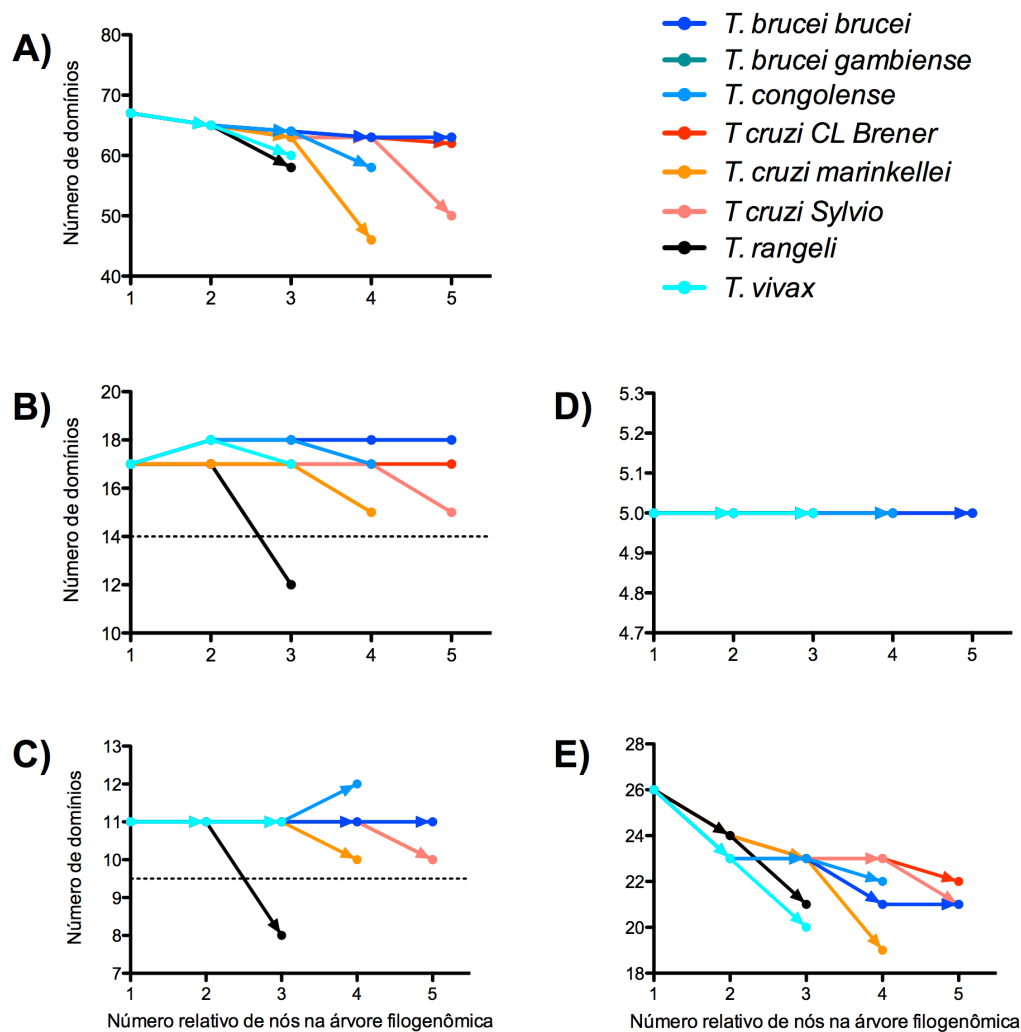 A)
Número de domínios
80
70
60
50
40
1 2 3 4 5
T. brucei brucei
T. brucei gambiense
T. congolense
T cruzi CL Brener
T. cruzi marinkellei
T cruzi Sylvio
T. rangeli
T. vivax
B)
Número de domínios
20
18
16
14
12
10
1 2 3 4 5
D)
5.3
5.2
5.1
5.0
4.9
4.8
4.7
1 2 3 4 5
C)
Número de domínios
13
12
11
10
9
8
7
1 2 3 4 5
Número relativo de nós na árvore filogenômica
E)
28
26
24
22
20
18
1 2 3 4 5
Número relativo de nós na árvore filogenômica